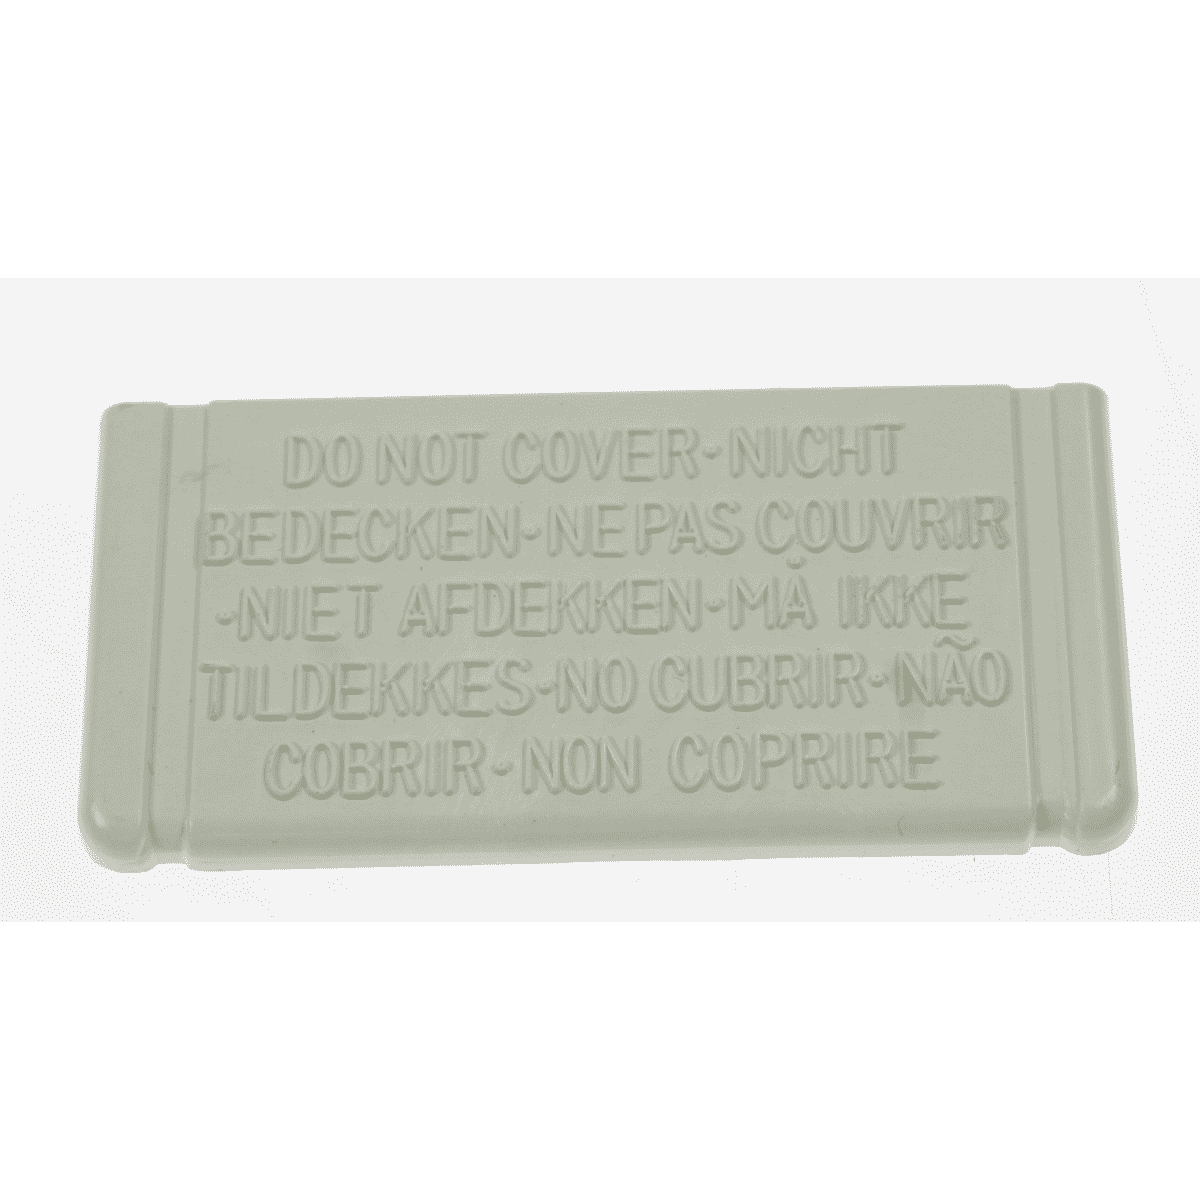 DO NOT COVER·NICHT
BEDECKEN·NE PAS COUVRIR
·NIET AFDEKKEN·MÅ IKKE
TILDEKKES·NO CUBRIR·NÃO
COBRIR·NON COPRIRE